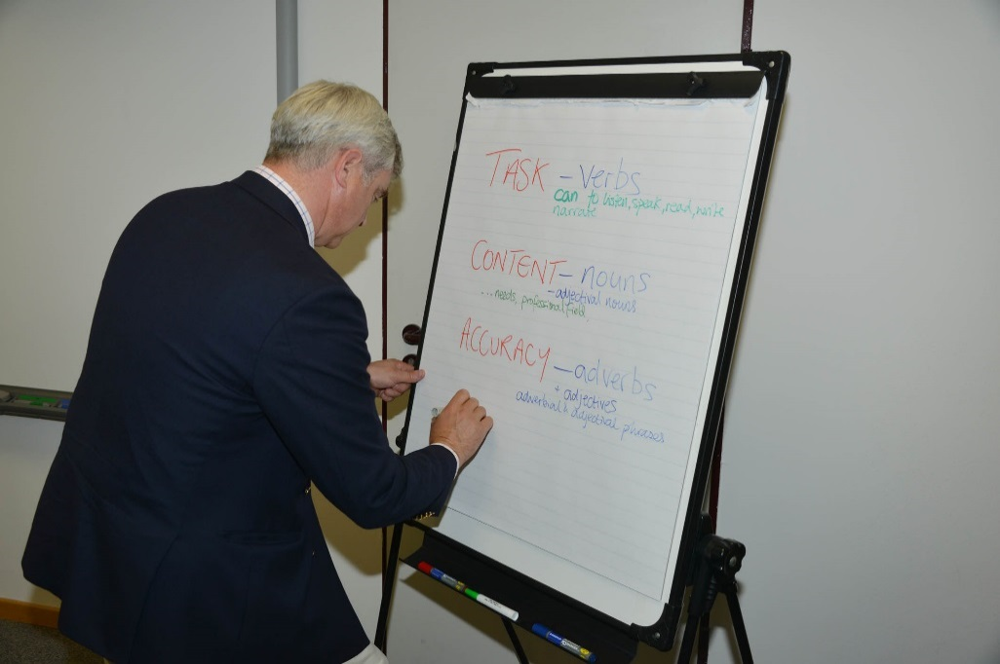 TASK - verbs
can to listen, speak, read, write
narrate
CONTENT - nouns
- adjectival nouns
... needs, professional field
ACCURACY - adverbs
+ adjectives
adverbial & adjectival phrases